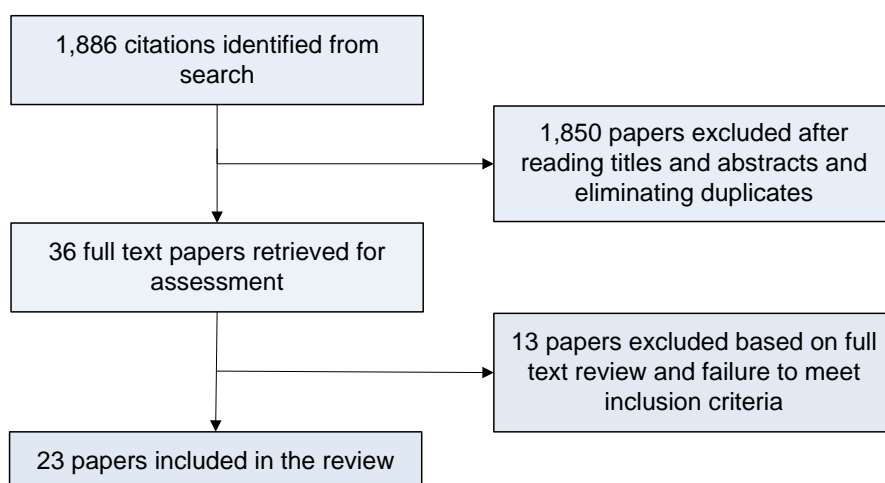 1,886 citations identified from
search
1,850 papers excluded after
reading titles and abstracts and
eliminating duplicates
36 full text papers retrieved for
assessment
13 papers excluded based on full
text review and failure to meet
inclusion criteria
23 papers included in the review